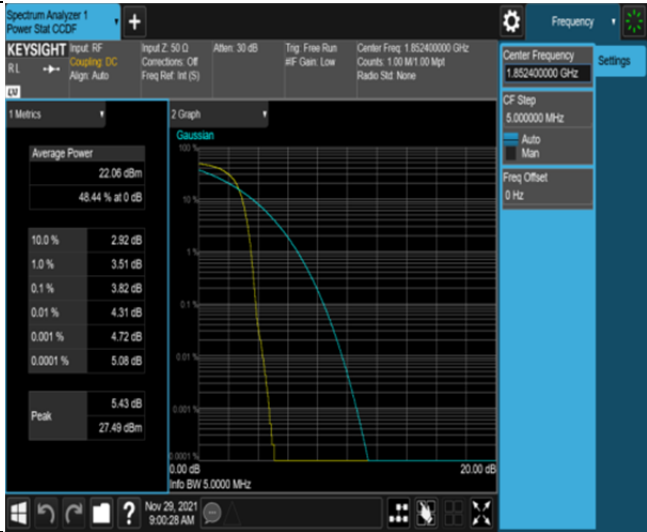 Spectrum Analyzer 1
Power Stat CCDF
Frequency
KEYSIGHT
RL
Input: RF
Coupling: DC
Align: Auto
Input Z: 50 Ω
Corrections: Off
Freq Ref: Int (S)
Atten: 30 dB
Trig: Free Run
#IF Gain: Low
Center Freq: 1.852400000 GHz
Counts: 1.00 M/1.00 Mpt
Radio Std: None
LV
1 Metrics
Average Power
22.06 dBm
48.44 % at 0 dB
10.0 % 2.92 dB
1.0 % 3.51 dB
0.1 % 3.82 dB
0.01 % 4.31 dB
0.001 % 4.72 dB
0.0001 % 5.08 dB
Peak
5.43 dB
27.49 dBm
2 Graph
Gaussian
100 %
10 %
1 %
0.1 %
0.01 %
0.001 %
0.0001 %
0.00 dB 20.00 dB
Info BW 5.0000 MHz
Center Frequency
1.852400000 GHz
Settings
CF Step
5.000000 MHz
Auto
Man
Freq Offset
0 Hz
?
Nov 29, 2021
9:00:28 AM